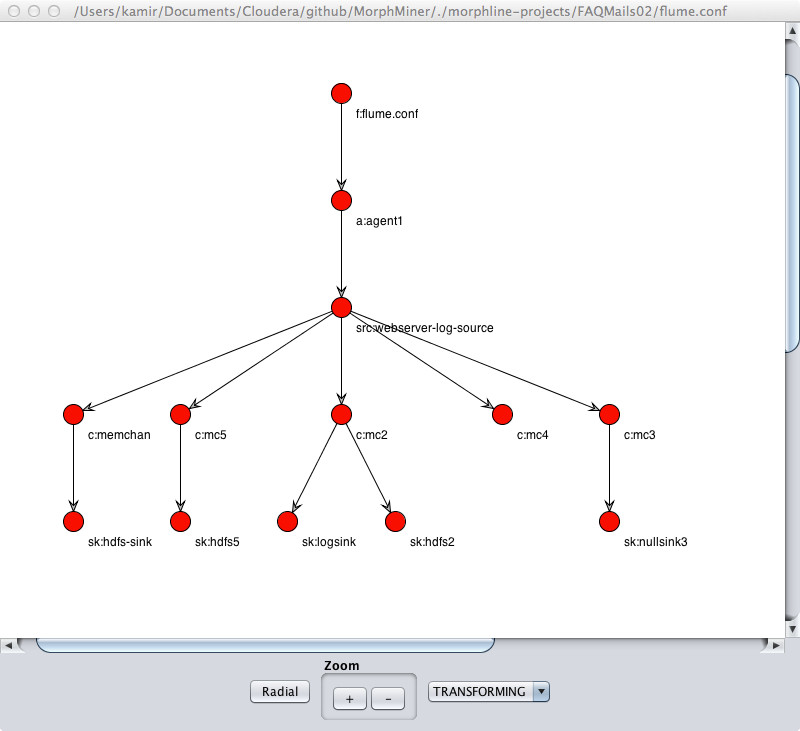 /Users/kamir/Documents/Cloudera/github/MorphMiner/./morphline-projects/FAQMails02/flume.conf
f:flume.conf
a:agent1
src:webserver-log-source
c:memchan
c:mc5
c:mc2
c:mc4
c:mc3
sk:hdfs-sink
sk:hdfs5
sk:logsink
sk:hdfs2
sk:nullsink3
Zoom
Radial
+
-
TRANSFORMING